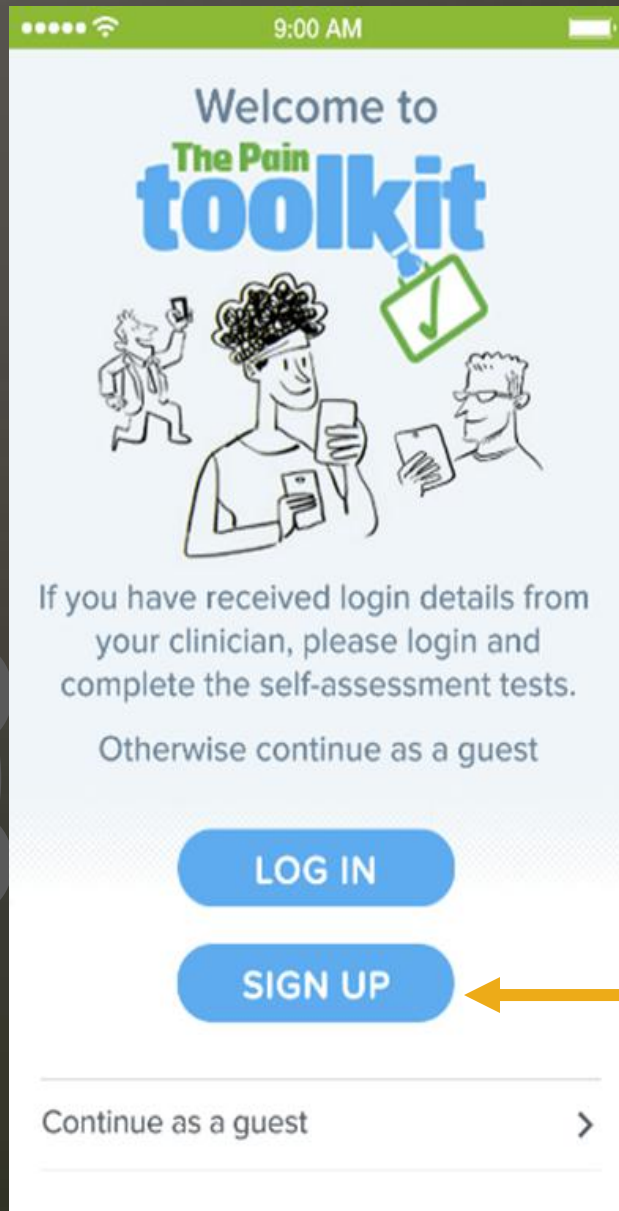 9:00 AM
Welcome to
The Pain
toolkit
If you have received login details from
your clinician, please login and
complete the self-assessment tests.
Otherwise continue as a guest
LOG IN
SIGN UP
Continue as a guest